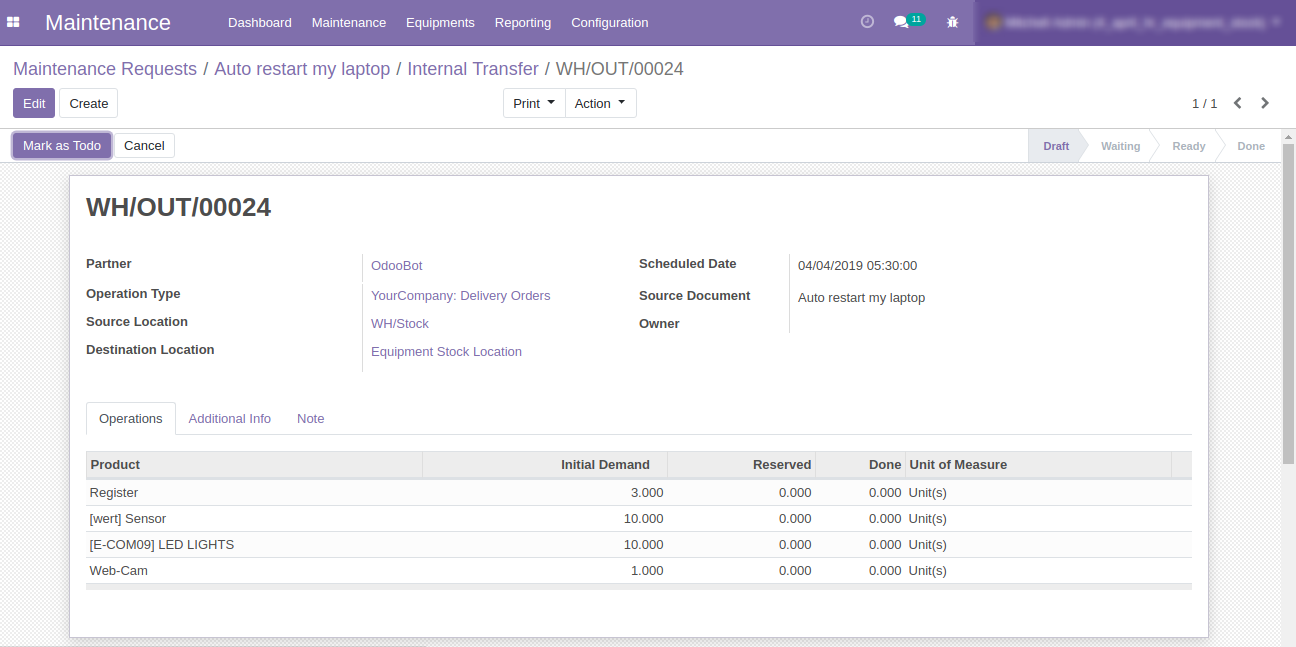 Maintenance Dashboard Maintenance Equipments Reporting Configuration 11
Maintenance Requests / Auto restart my laptop / Internal Transfer / WH/OUT/00024
Edit Create Print Action 1 / 1
Mark as Todo Cancel Draft Waiting Ready Done
WH/OUT/00024
Partner OdooBot Scheduled Date 04/04/2019 05:30:00
Operation Type YourCompany: Delivery Orders Source Document Auto restart my laptop
Source Location WH/Stock Owner
Destination Location Equipment Stock Location
Operations Additional Info Note
Product Initial Demand Reserved Done Unit of Measure
Register 3.000 0.000 0.000 Unit(s)
[wert] Sensor 10.000 0.000 0.000 Unit(s)
[E-COM09] LED LIGHTS 10.000 0.000 0.000 Unit(s)
Web-Cam 1.000 0.000 0.000 Unit(s)